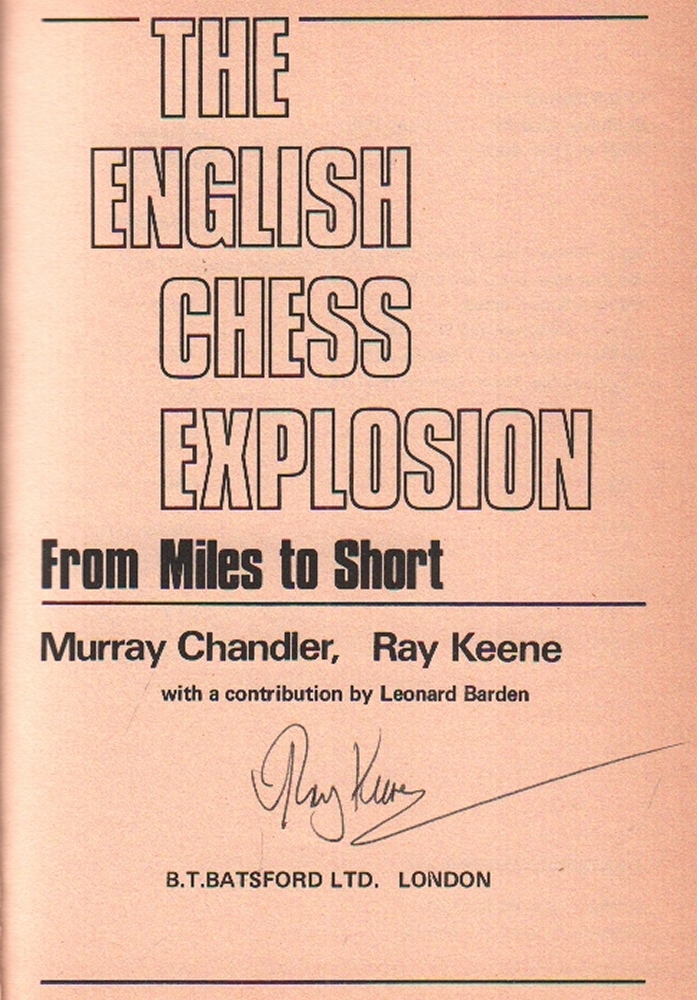 THE
ENGLISH
CHESS
EXPLOSION
From Miles to Short
Murray Chandler, Ray Keene
with a contribution by Leonard Barden
Ray Keene
B.T.BATSFORD LTD. LONDON